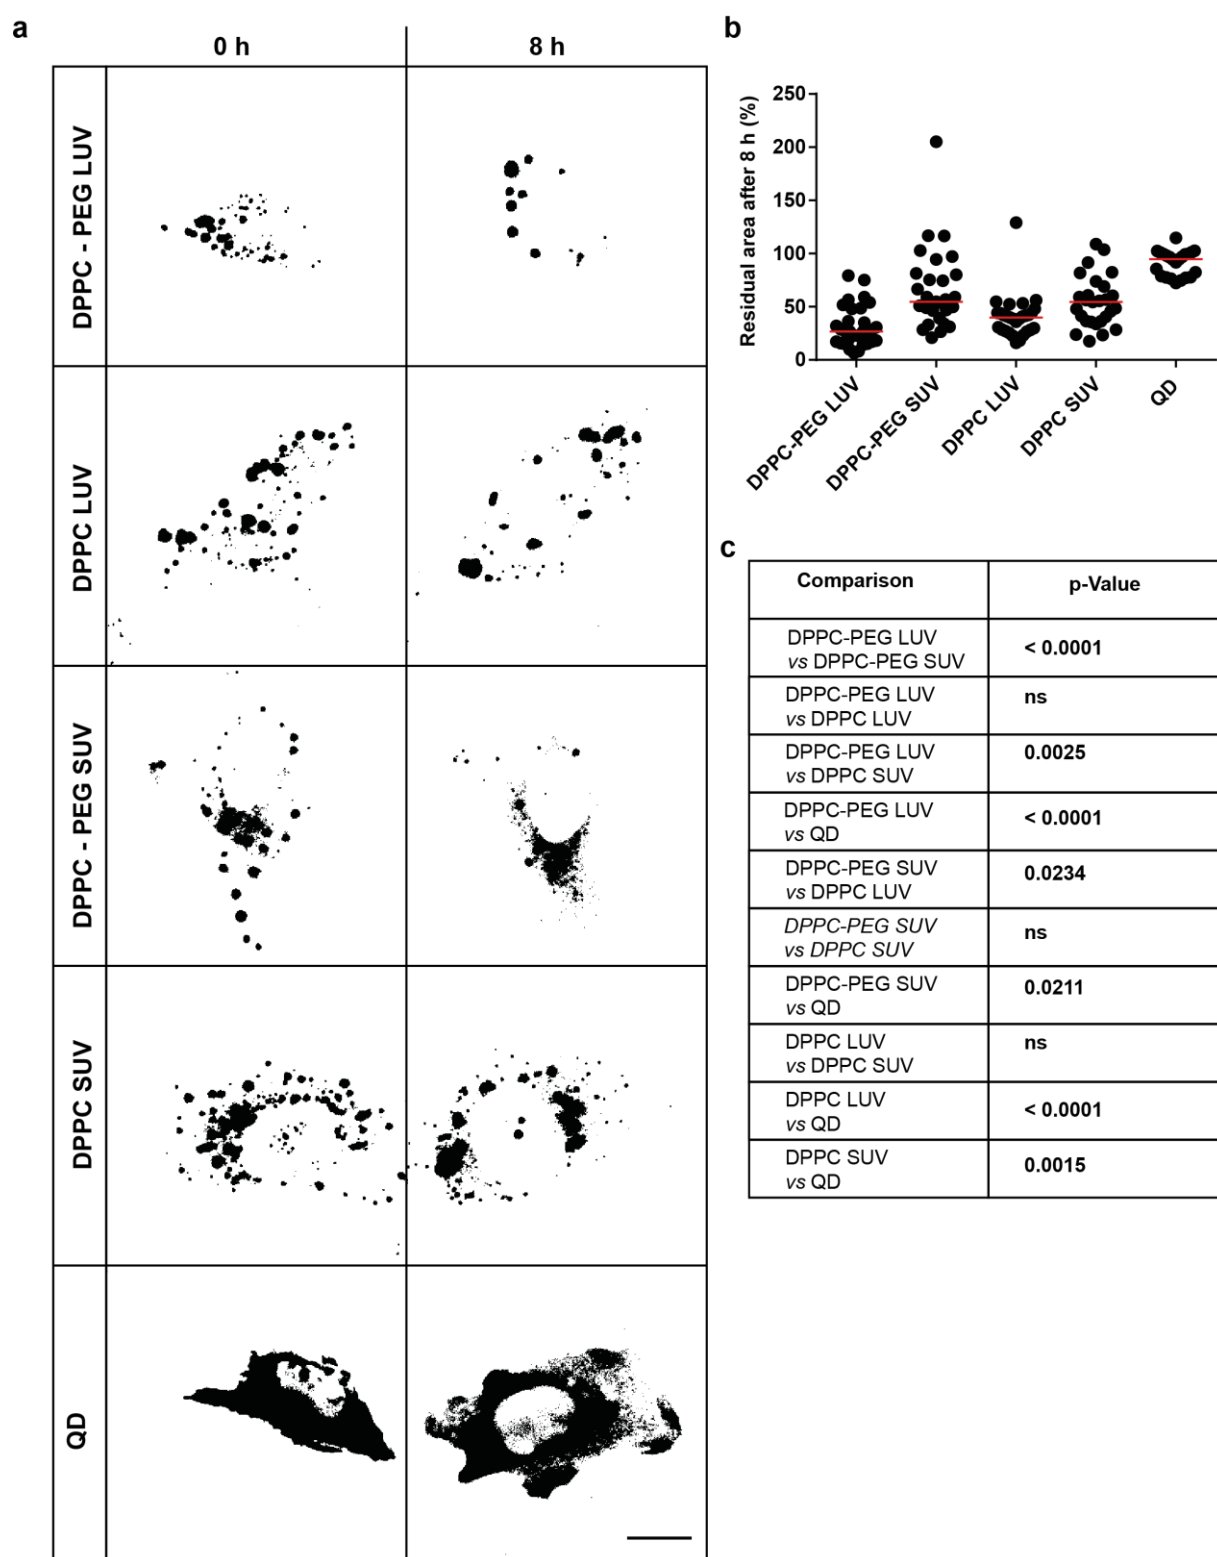 a
0 h
8 h
DPPC - PEG LUV
DPPC LUV
DPPC - PEG SUV
DPPC SUV
QD
b
Residual area after 8 h (%)
250
200
150
100
50
0
DPPC-PEG LUV
DPPC-PEG SUV
DPPC LUV
DPPC SUV
QD
c
Comparison
p-Value
DPPC-PEG LUV
vs DPPC-PEG SUV
< 0.0001
DPPC-PEG LUV
vs DPPC LUV
ns
DPPC-PEG LUV
vs DPPC SUV
0.0025
DPPC-PEG LUV
vs QD
< 0.0001
DPPC-PEG SUV
vs DPPC LUV
0.0234
DPPC-PEG SUV
vs DPPC SUV
ns
DPPC-PEG SUV
vs QD
0.0211
DPPC LUV
vs DPPC SUV
ns
DPPC LUV
vs QD
< 0.0001
DPPC SUV
vs QD
0.0015